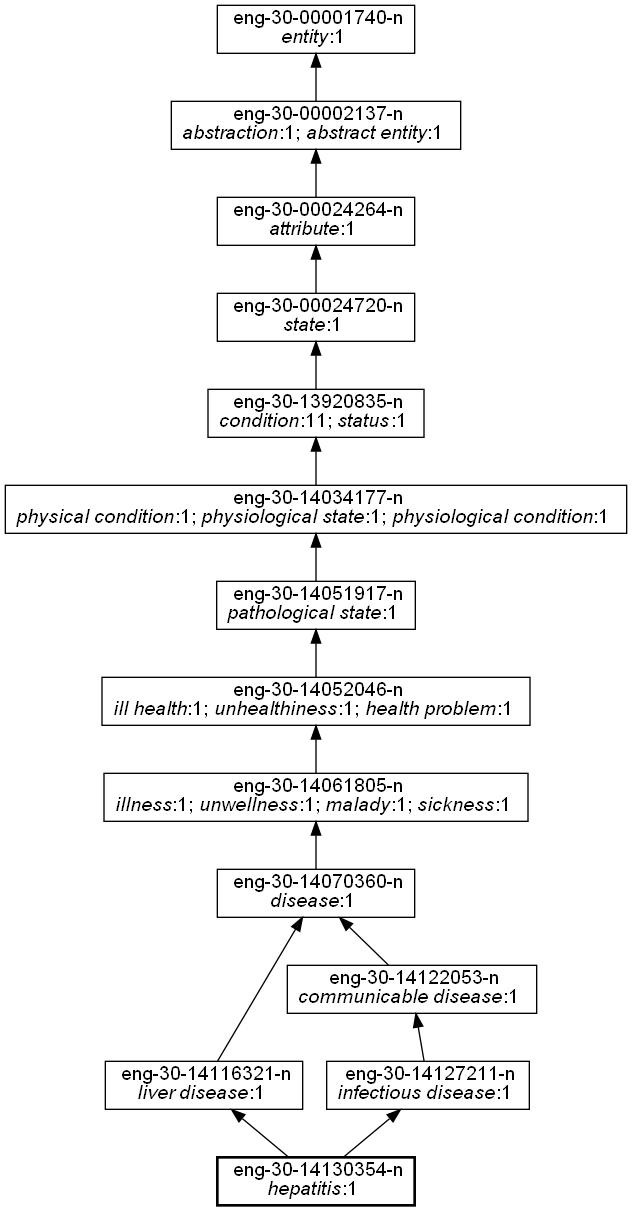 eng-30-00001740-n
entity:1
eng-30-00002137-n
abstraction:1; abstract entity:1
eng-30-00024264-n
attribute:1
eng-30-00024720-n
state:1
eng-30-13920835-n
condition:11; status:1
eng-30-14034177-n
physical condition:1; physiological state:1; physiological condition:1
eng-30-14051917-n
pathological state:1
eng-30-14052046-n
ill health:1; unhealthiness:1; health problem:1
eng-30-14061805-n
illness:1; unwellness:1; malady:1; sickness:1
eng-30-14070360-n
disease:1
eng-30-14122053-n
communicable disease:1
eng-30-14116321-n
liver disease:1
eng-30-14127211-n
infectious disease:1
eng-30-14130354-n
hepatitis:1